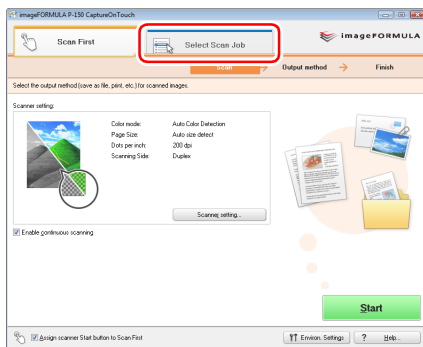 imageFORMULA P-150 CaptureOnTouch
Scan First
Select Scan Job
imageFORMULA
Scan
Output method
Finish
Select the output method (save as file, print, etc.) for scanned images.
Scanner setting:
Color mode: Auto Color Detection
Page Size: Auto size detect
Dots per inch: 200 dpi
Scanning Side: Duplex
Scanner setting...
Enable continuous scanning
Start
Assign scanner Start button to Scan First
Environ. Settings
? Help...